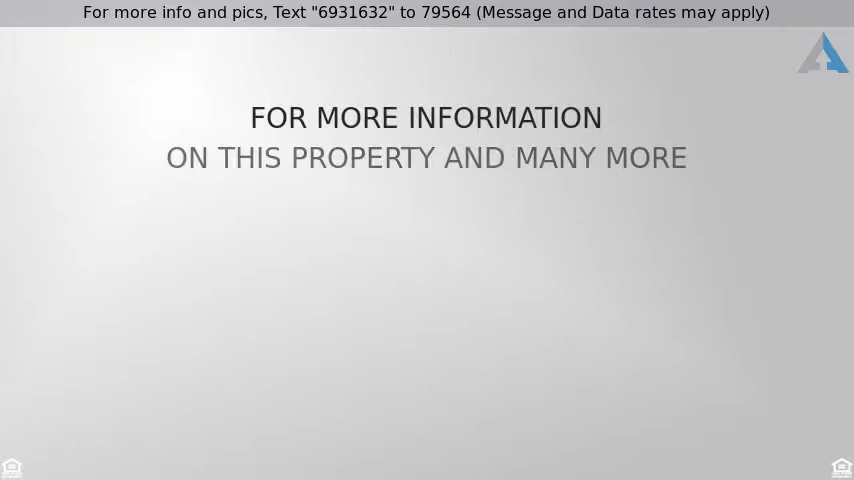 For more info and pics, Text "6931632" to 79564 (Message and Data rates may apply)
FOR MORE INFORMATION
ON THIS PROPERTY AND MANY MORE